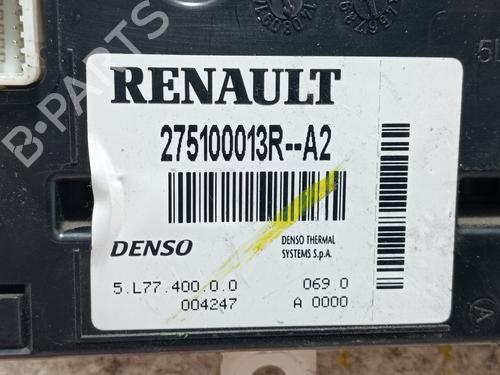 RENAULT
275100013R--A2
DENSO
DENSO THERMAL
SYSTEMS S.p.A.
5.L77.400.0.0
069 0
004247
A 0000
B-PARTS